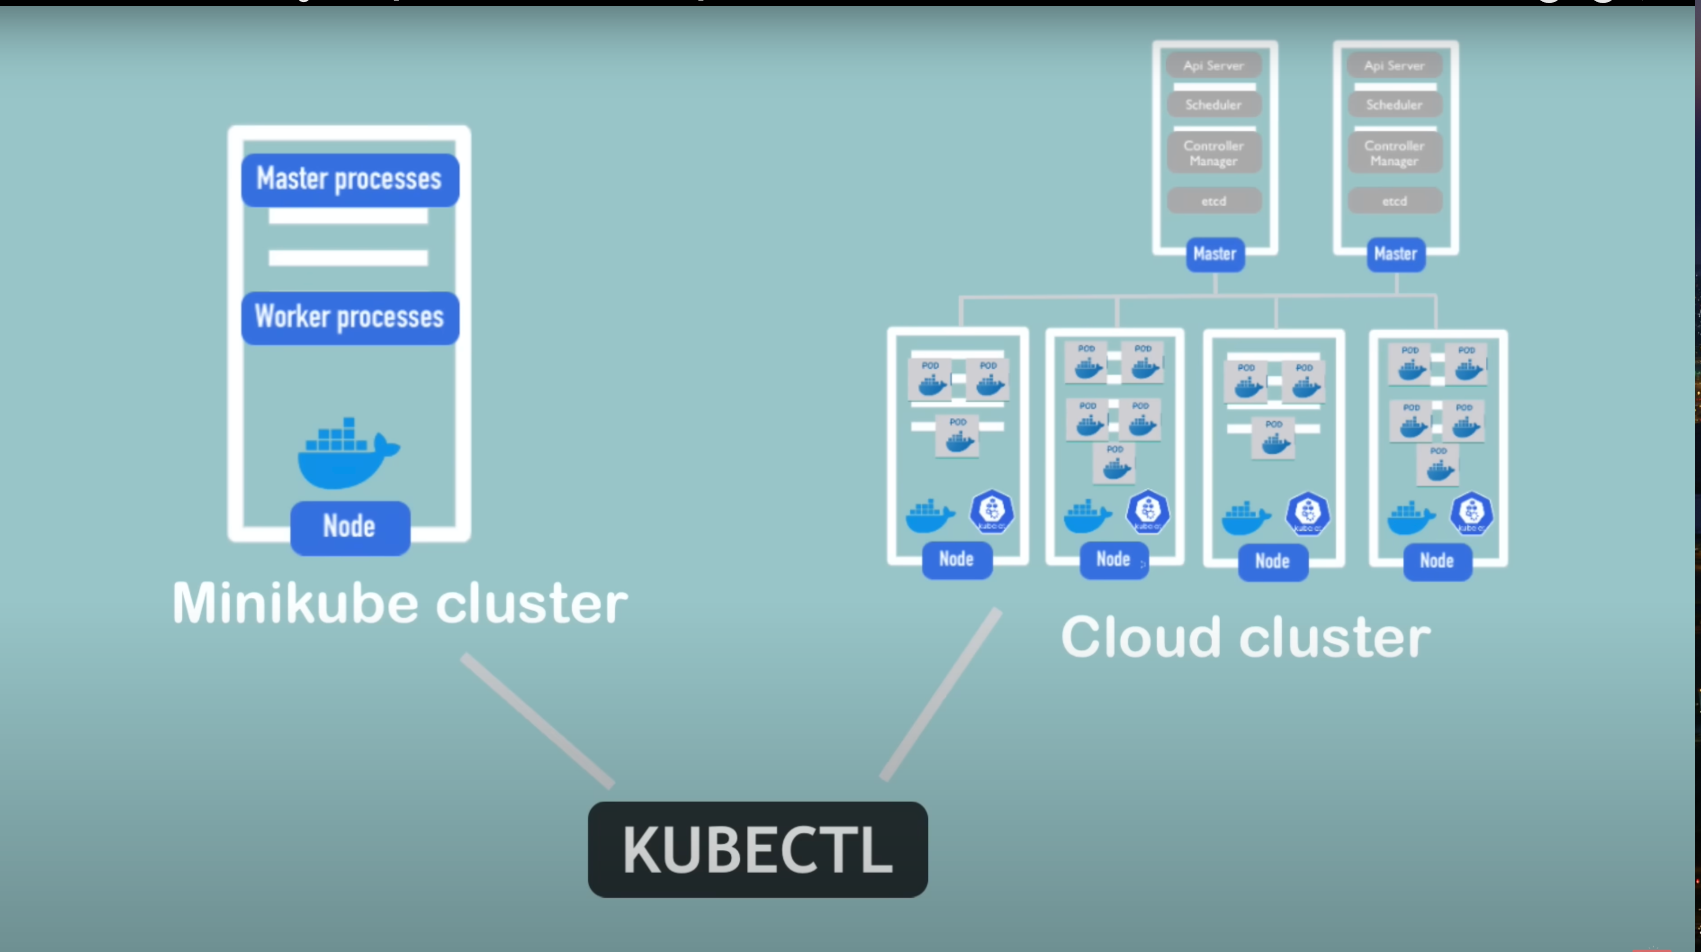 Master processes
Worker processes
Node
Minikube cluster
Api Server
Scheduler
Controller
Manager
etcd
Master
Api Server
Scheduler
Controller
Manager
etcd
Master
POD
POD
POD
Node
POD
POD
POD
POD
POD
Node
POD
POD
POD
Node
POD
POD
POD
POD
POD
Node
Cloud cluster
KUBECTL